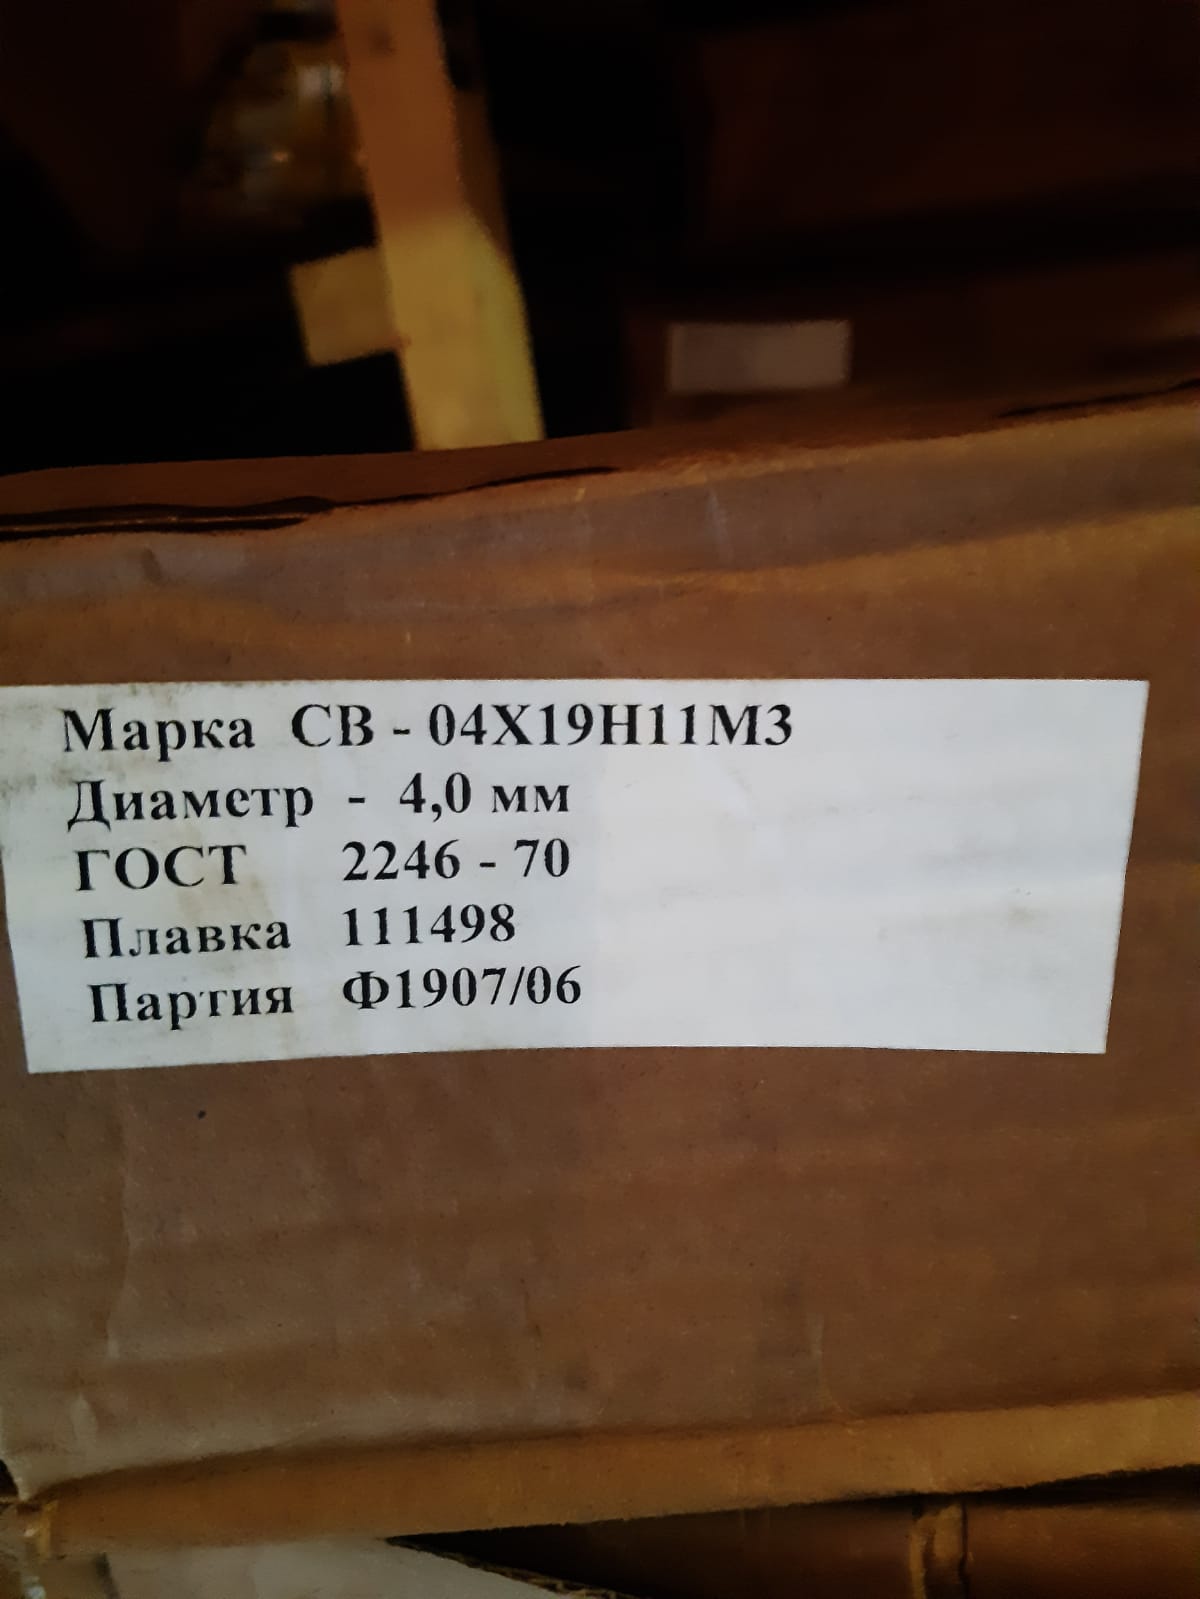 Марка СВ - 04Х19Н11М3
Диаметр - 4,0 мм
ГОСТ 2246 - 70
Плавка 111498
Партия Ф1907/06